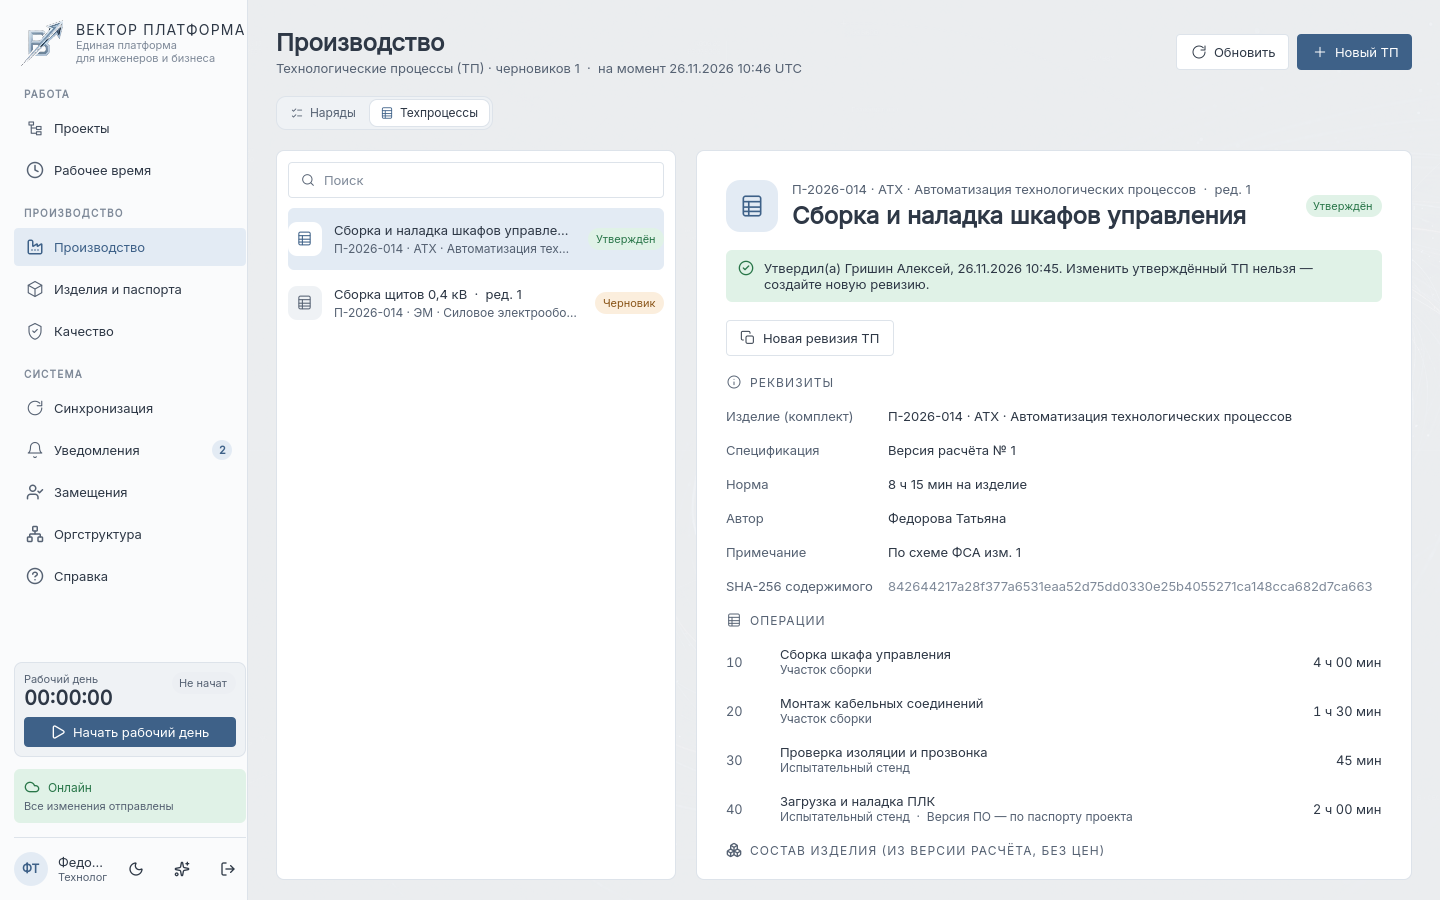 ВЕКТОР ПЛАТФОРМА
Единая платформа
для инженеров и бизнеса
РАБОТА
Проекты
Рабочее время
ПРОИЗВОДСТВО
Производство
Изделия и паспорта
Качество
СИСТЕМА
Синхронизация
Уведомления
2
Замещения
Оргструктура
Справка
Рабочий день
Не начат
00:00:00
Начать рабочий день
Онлайн
Все изменения отправлены
ФТ
Федо...
Технолог
Производство
Технологические процессы (ТП) · черновиков 1 · на момент 26.11.2026 10:46 UTC
Обновить
Новый ТП
Наряды
Техпроцессы
Поиск
Сборка и наладка шкафов управле...
П-2026-014 · АТХ · Автоматизация тех...
Утверждён
Сборка щитов 0,4 кВ · ред. 1
П-2026-014 · ЭМ · Силовое электрообо...
Черновик
П-2026-014 · АТХ · Автоматизация технологических процессов · ред. 1
Сборка и наладка шкафов управления
Утверждён
Утвердил(а) Гришин Алексей, 26.11.2026 10:45. Изменить утверждённый ТП нельзя —
создайте новую ревизию.
Новая ревизия ТП
РЕКВИЗИТЫ
Изделие (комплект) П-2026-014 · АТХ · Автоматизация технологических процессов
Спецификация Версия расчёта № 1
Норма 8 ч 15 мин на изделие
Автор Федорова Татьяна
Примечание По схеме ФСА изм. 1
SHA-256 содержимого 842644217a28f377a6531eaa52d75dd0330e25b4055271ca148cca682d7ca663
ОПЕРАЦИИ
10 Сборка шкафа управления 4 ч 00 мин
Участок сборки
20 Монтаж кабельных соединений 1 ч 30 мин
Участок сборки
30 Проверка изоляции и прозвонка 45 мин
Испытательный стенд
40 Загрузка и наладка ПЛК 2 ч 00 мин
Испытательный стенд · Версия ПО — по паспорту проекта
СОСТАВ ИЗДЕЛИЯ (ИЗ ВЕРСИИ РАСЧЁТА, БЕЗ ЦЕН)